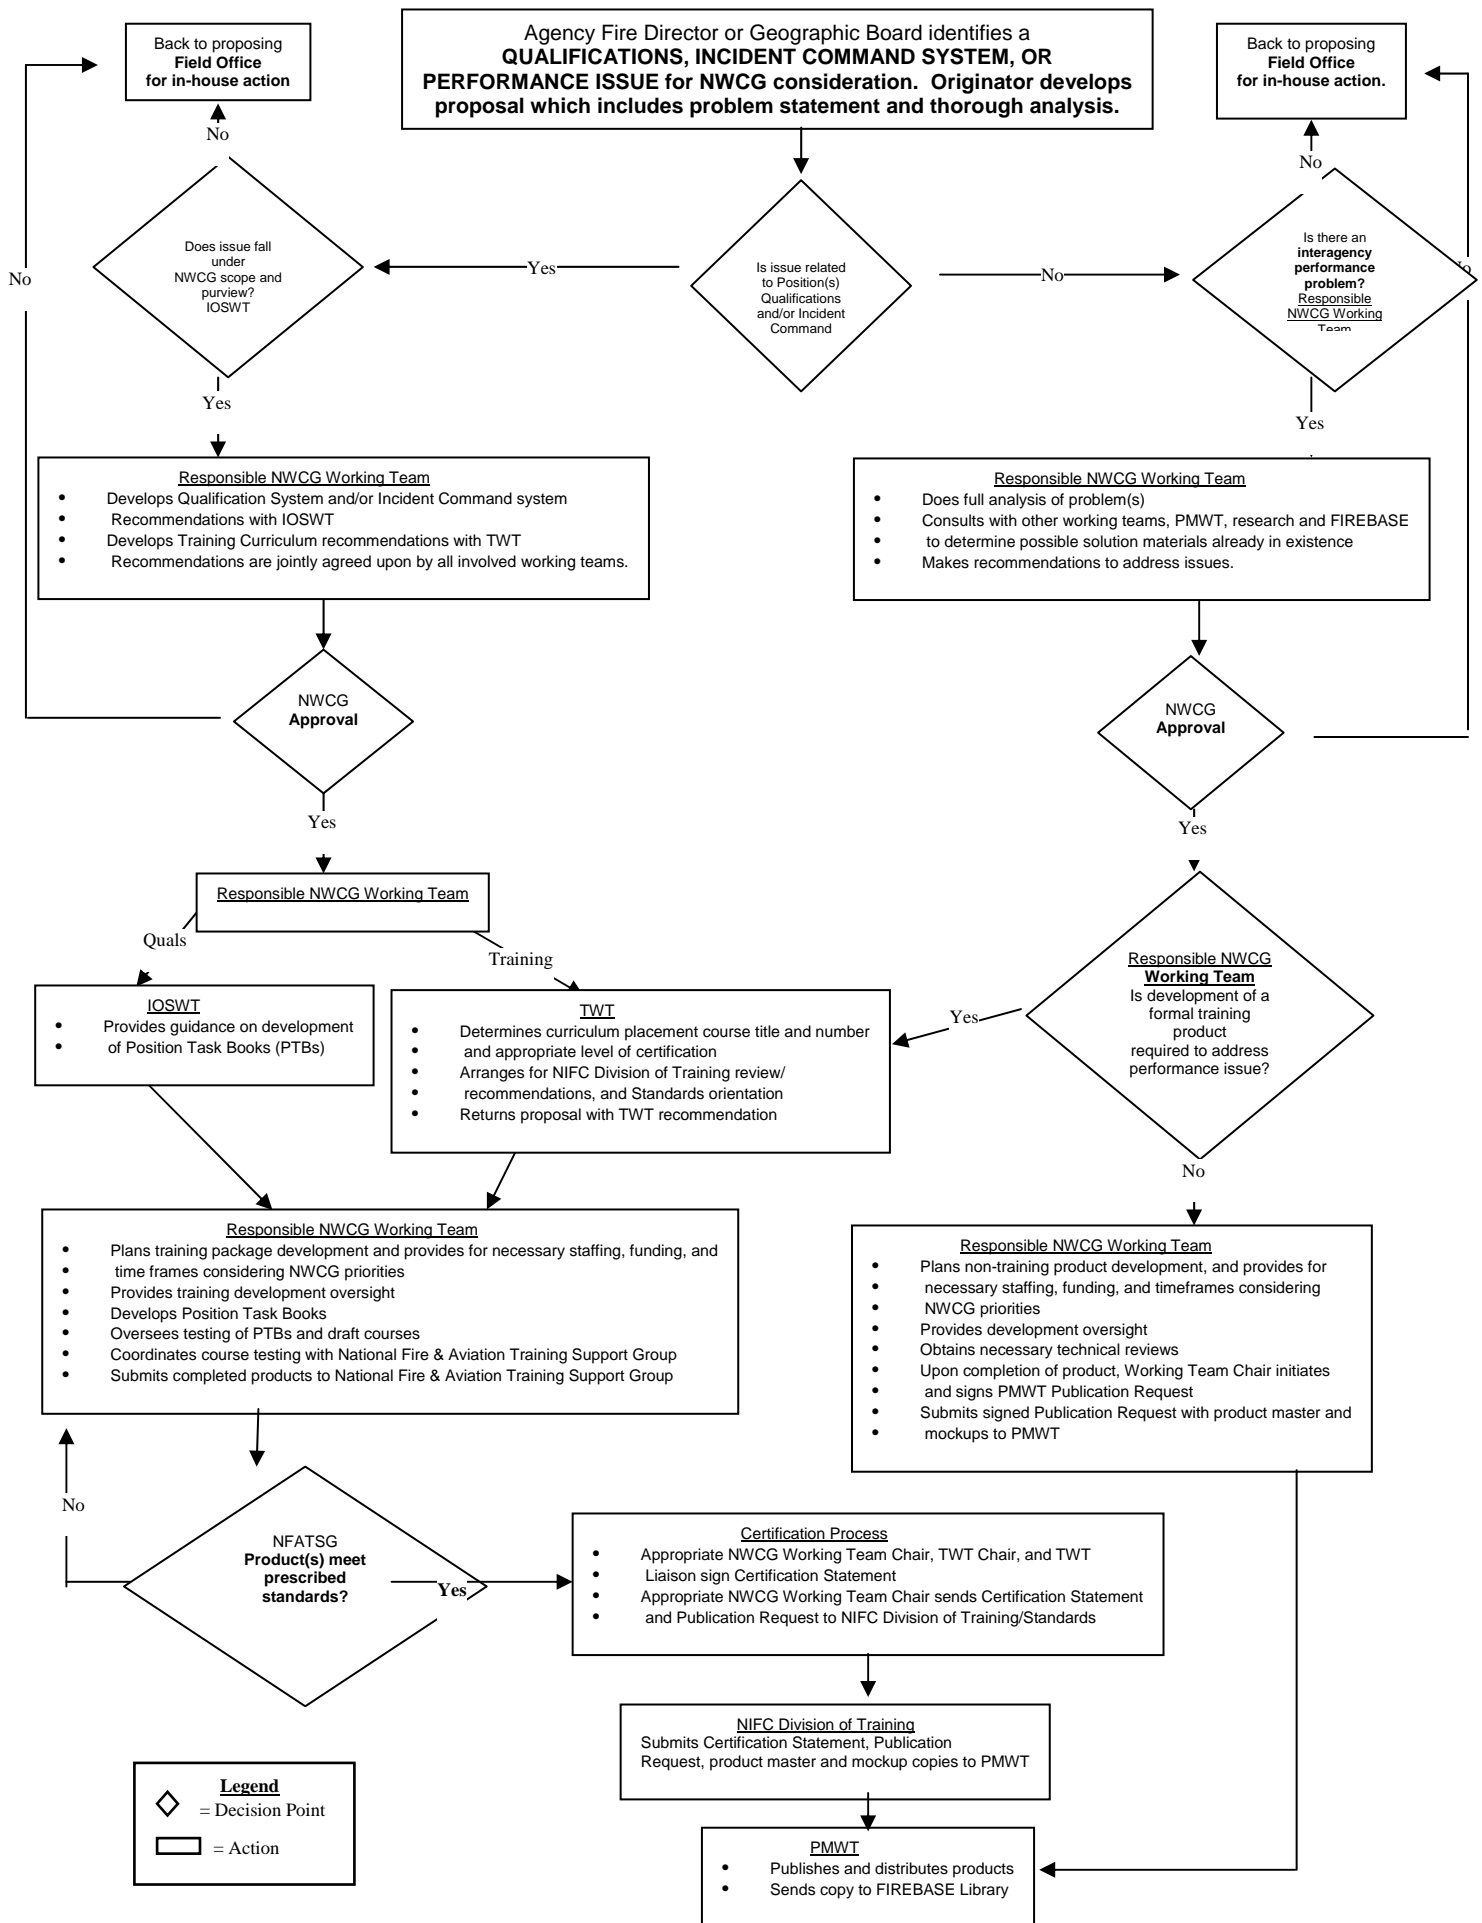 Agency Fire Director or Geographic Board identifies a
QUALIFICATIONS, INCIDENT COMMAND SYSTEM, OR
PERFORMANCE ISSUE for NWCG consideration. Originator develops
proposal which includes problem statement and thorough analysis.
Back to proposing
Field Office
for in-house action
Back to proposing
Field Office
for in-house action.
No
No
Does issue fall
under
NWCG scope and
purview?
IOSWT
Yes
Is issue related
to Position(s)
Qualifications
and/or Incident
Command
No
Is there an
interagency
performance
problem?
Responsible
NWCG Working
Team
No
No
Yes
Yes
Responsible NWCG Working Team
• Develops Qualification System and/or Incident Command system
• Recommendations with IOSWT
• Develops Training Curriculum recommendations with TWT
• Recommendations are jointly agreed upon by all involved working teams.
Responsible NWCG Working Team
• Does full analysis of problem(s)
• Consults with other working teams, PMWT, research and FIREBASE
• to determine possible solution materials already in existence
• Makes recommendations to address issues.
NWCG
Approval
NWCG
Approval
Yes
Yes
Responsible NWCG Working Team
Quals
Training
IOSWT
• Provides guidance on development
• of Position Task Books (PTBs)
TWT
• Determines curriculum placement course title and number
• and appropriate level of certification
• Arranges for NIFC Division of Training review/
• recommendations, and Standards orientation
• Returns proposal with TWT recommendation
Yes
Responsible NWCG
Working Team
Is development of a
formal training
product
required to address
performance issue?
No
Responsible NWCG Working Team
• Plans training package development and provides for necessary staffing, funding, and
• time frames considering NWCG priorities
• Provides training development oversight
• Develops Position Task Books
• Oversees testing of PTBs and draft courses
• Coordinates course testing with National Fire & Aviation Training Support Group
• Submits completed products to National Fire & Aviation Training Support Group
Responsible NWCG Working Team
• Plans non-training product development, and provides for
• necessary staffing, funding, and timeframes considering
• NWCG priorities
• Provides development oversight
• Obtains necessary technical reviews
• Upon completion of product, Working Team Chair initiates
• and signs PMWT Publication Request
• Submits signed Publication Request with product master and
• mockups to PMWT
No
NFATSG
Product(s) meet
prescribed
standards?
Yes
Certification Process
• Appropriate NWCG Working Team Chair, TWT Chair, and TWT
• Liaison sign Certification Statement
• Appropriate NWCG Working Team Chair sends Certification Statement
• and Publication Request to NIFC Division of Training/Standards
NIFC Division of Training
Submits Certification Statement, Publication
Request, product master and mockup copies to PMWT
Legend
= Decision Point
= Action
PMWT
• Publishes and distributes products
• Sends copy to FIREBASE Library